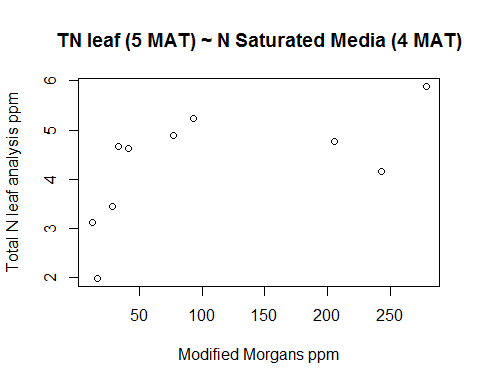 TN leaf (5 MAT) ~ N Saturated Media (4 MAT)
Total N leaf analysis ppm
6
5
4
3
2
50 100 150 200 250
Modified Morgans ppm